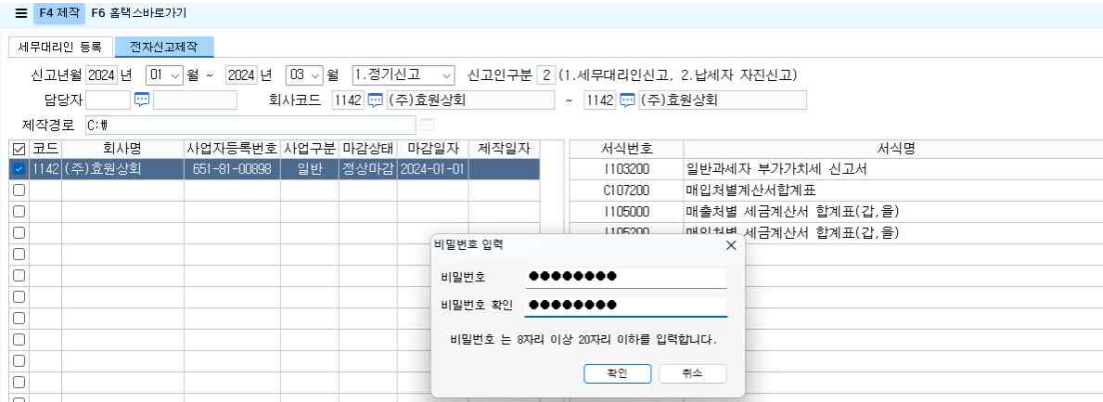 ☰ F4 제작 F6 홈택스바로가기
세무대리인 등록 전자신고제작
신고년월 2024 년 01 월 ~ 2024 년 03 월 1.정기신고 신고인구분 2 (1.세무대리인신고, 2.납세자 자진신고)
담당자 회사코드 1142 (주)효원상회 ~ 1142 (주)효원상회
제작경로 C:₩
코드 회사명 사업자등록번호 사업구분 마감상태 마감일자 제작일자 서식번호 서식명
1142 (주)효원상회 651-81-00898 일반 정상마감 2024-01-01 I103200 일반과세자 부가가치세 신고서
C107200 매입처별계산서합계표
I105000 매출처별 세금계산서 합계표(갑,을)
I105200 매입처별 세금계산서 합계표(갑,을)
비밀번호 입력
비밀번호 ●●●●●●●●
비밀번호 확인 ●●●●●●●●
비밀번호 는 8자리 이상 20자리 이하를 입력합니다.
확인 취소